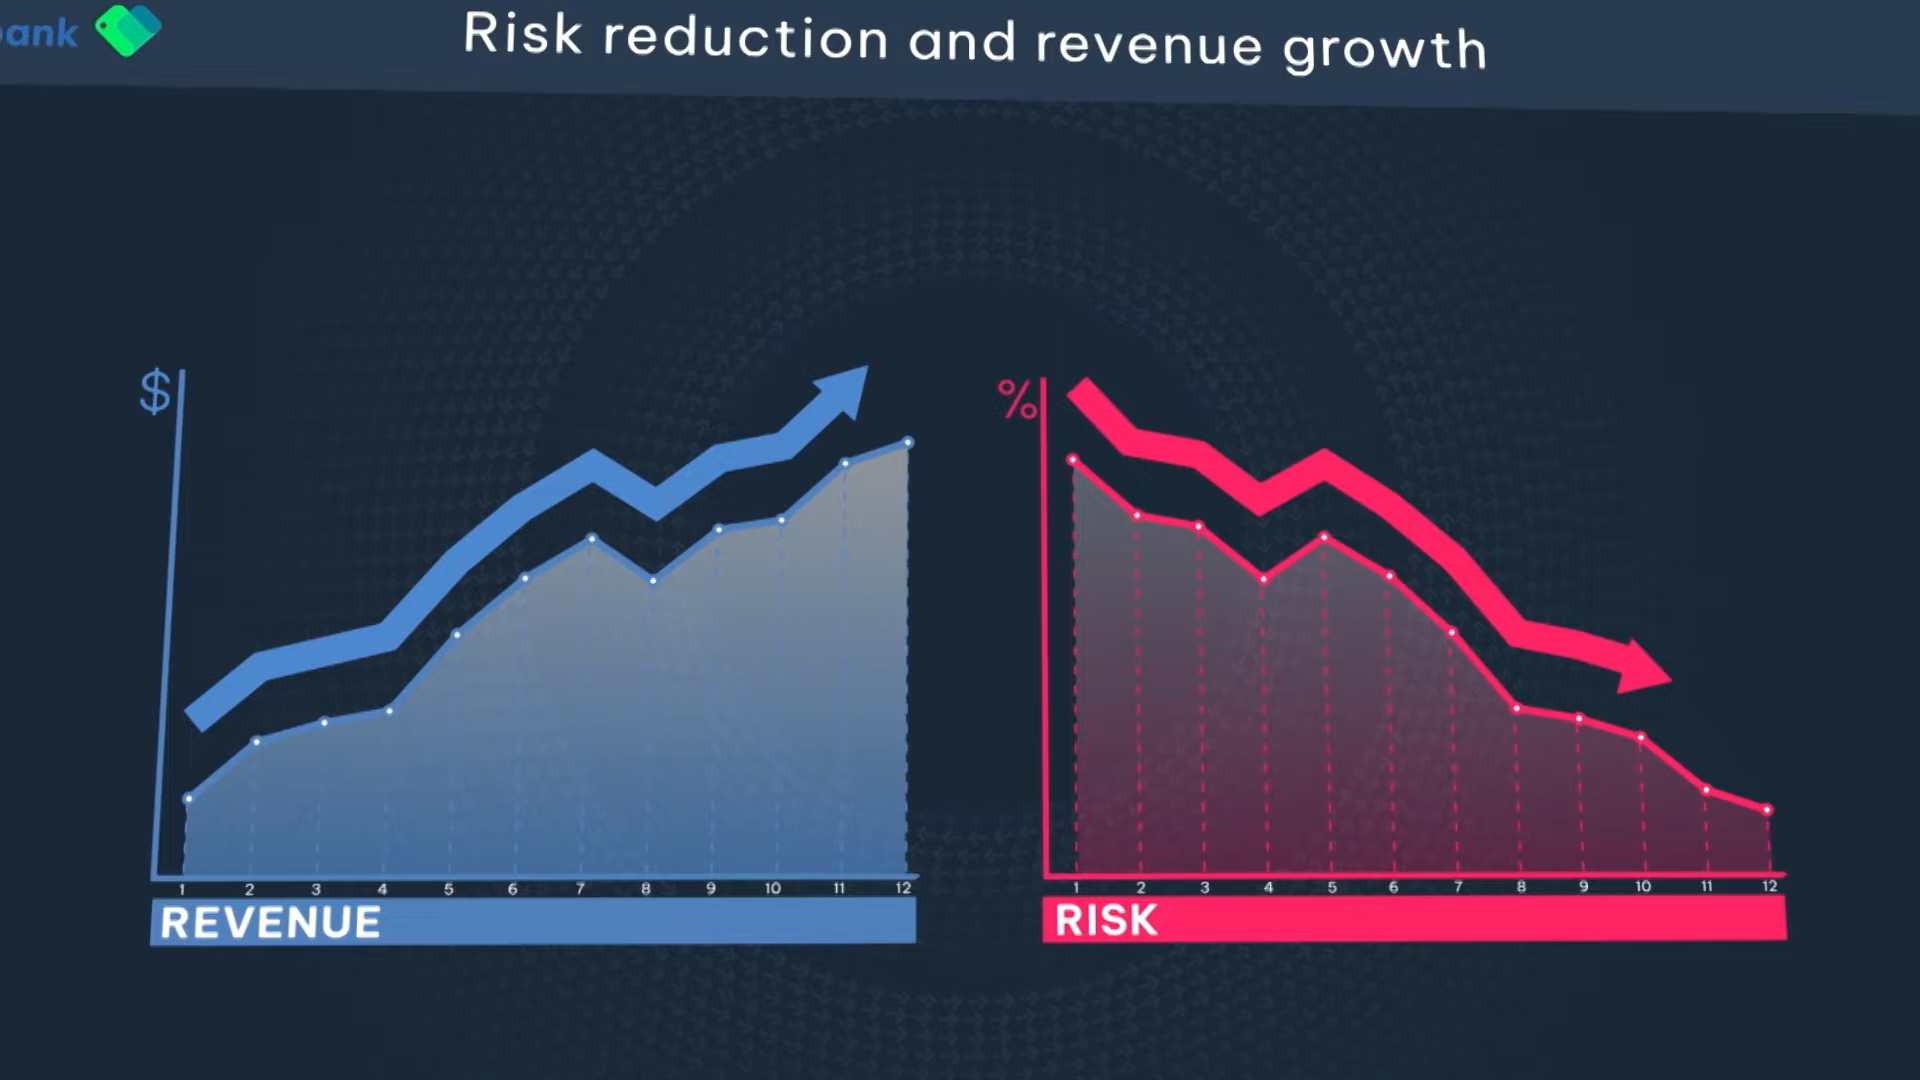 ank
Risk reduction and revenue growth
$
1 2 3 4 5 6 7 8 9 10 11 12
REVENUE
%
1 2 3 4 5 6 7 8 9 10 11 12
RISK